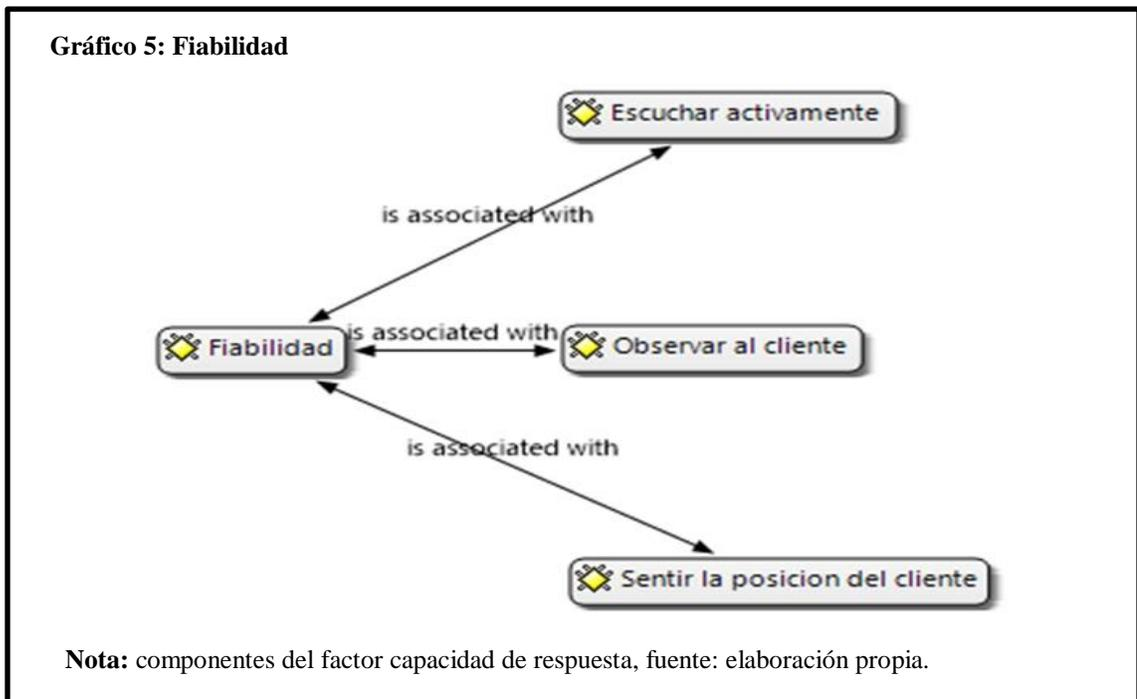 Gráfico 5: Fiabilidad
Escuchar activamente
is associated with
is associated with
Fiabilidad
Observar al cliente
is associated with
Sentir la posicion del cliente
Nota: componentes del factor capacidad de respuesta, fuente: elaboración propia.